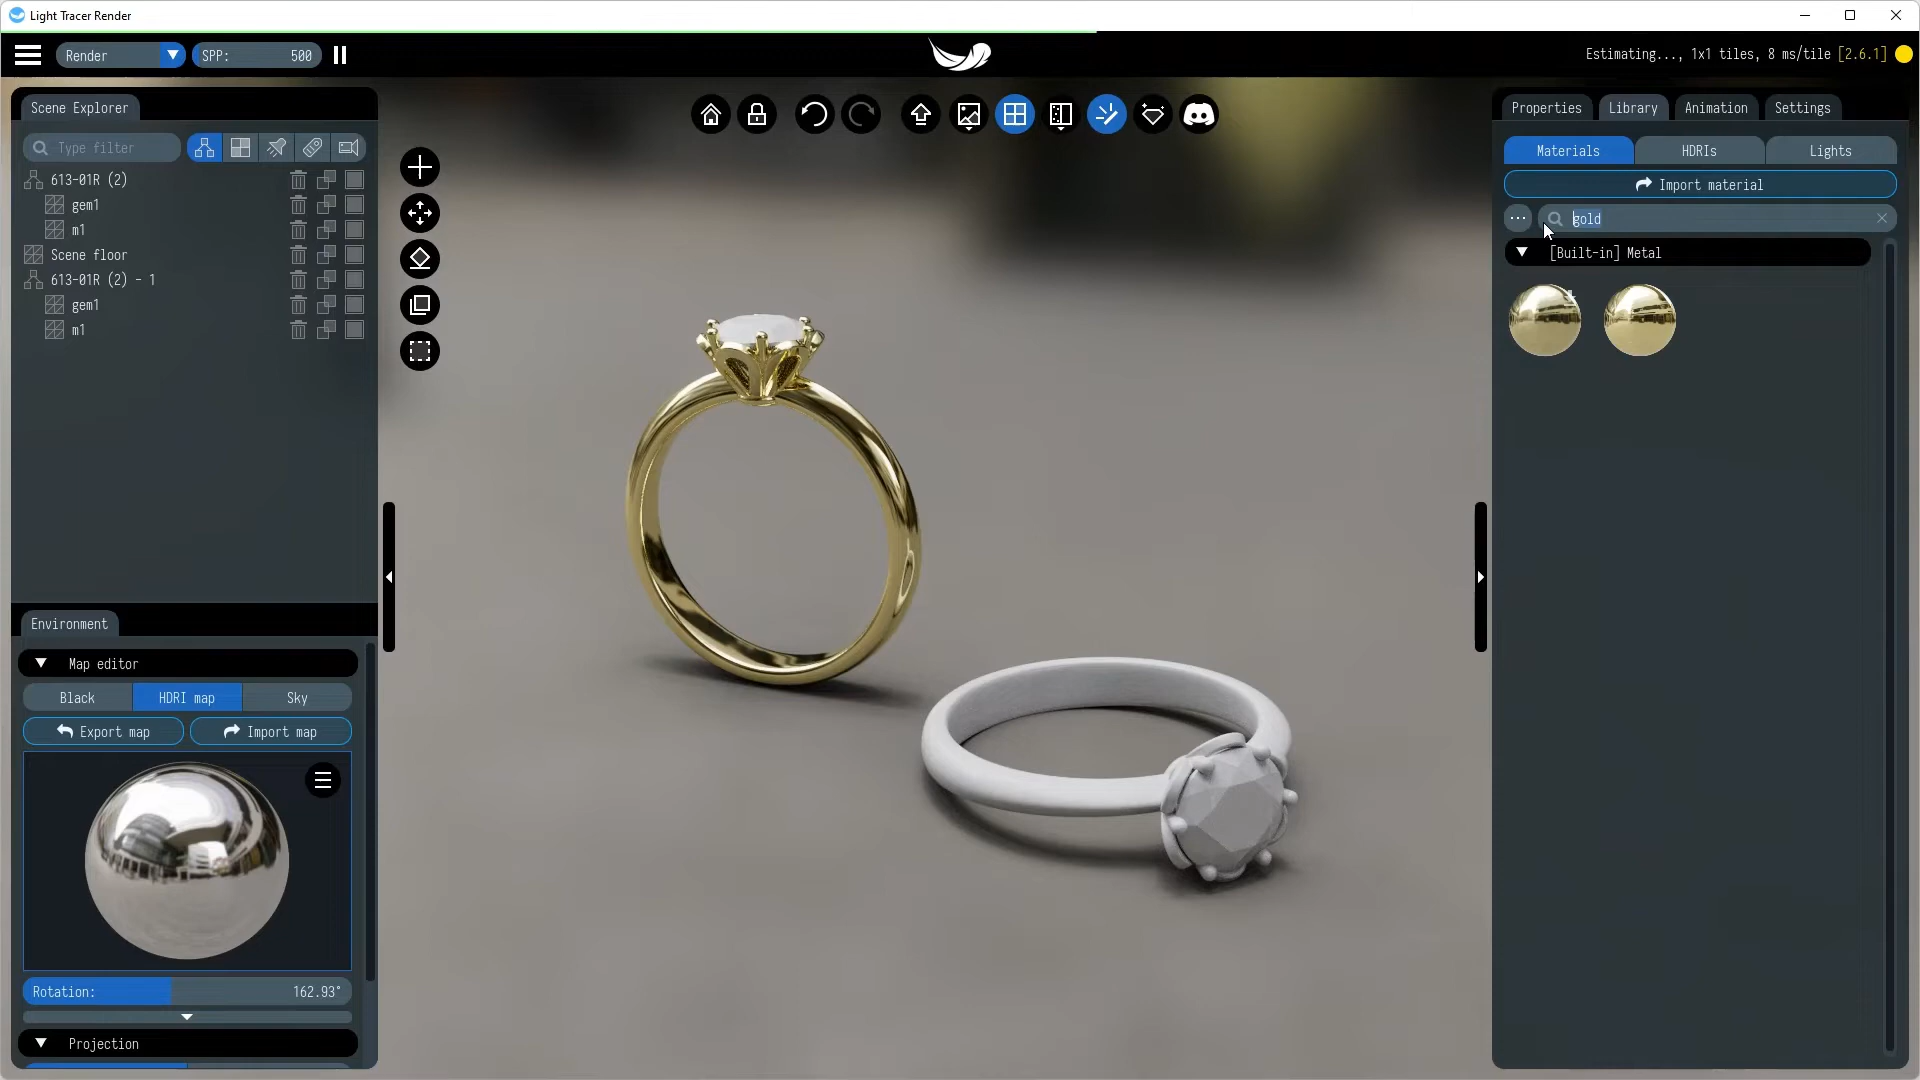 Light Tracer Render
Render
SPP: 500
Estimating..., 1x1 tiles, 8 ms/tile [2.6.1]
Scene Explorer
Type filter
613-01R (2)
gem1
m1
Scene floor
613-01R (2) - 1
gem1
m1
Environment
Map editor
Black HDRI map Sky
Export map Import map
Rotation: 162.93°
Projection
Properties Library Animation Settings
Materials HDRIs Lights
Import material
gold
[Built-in] Metal